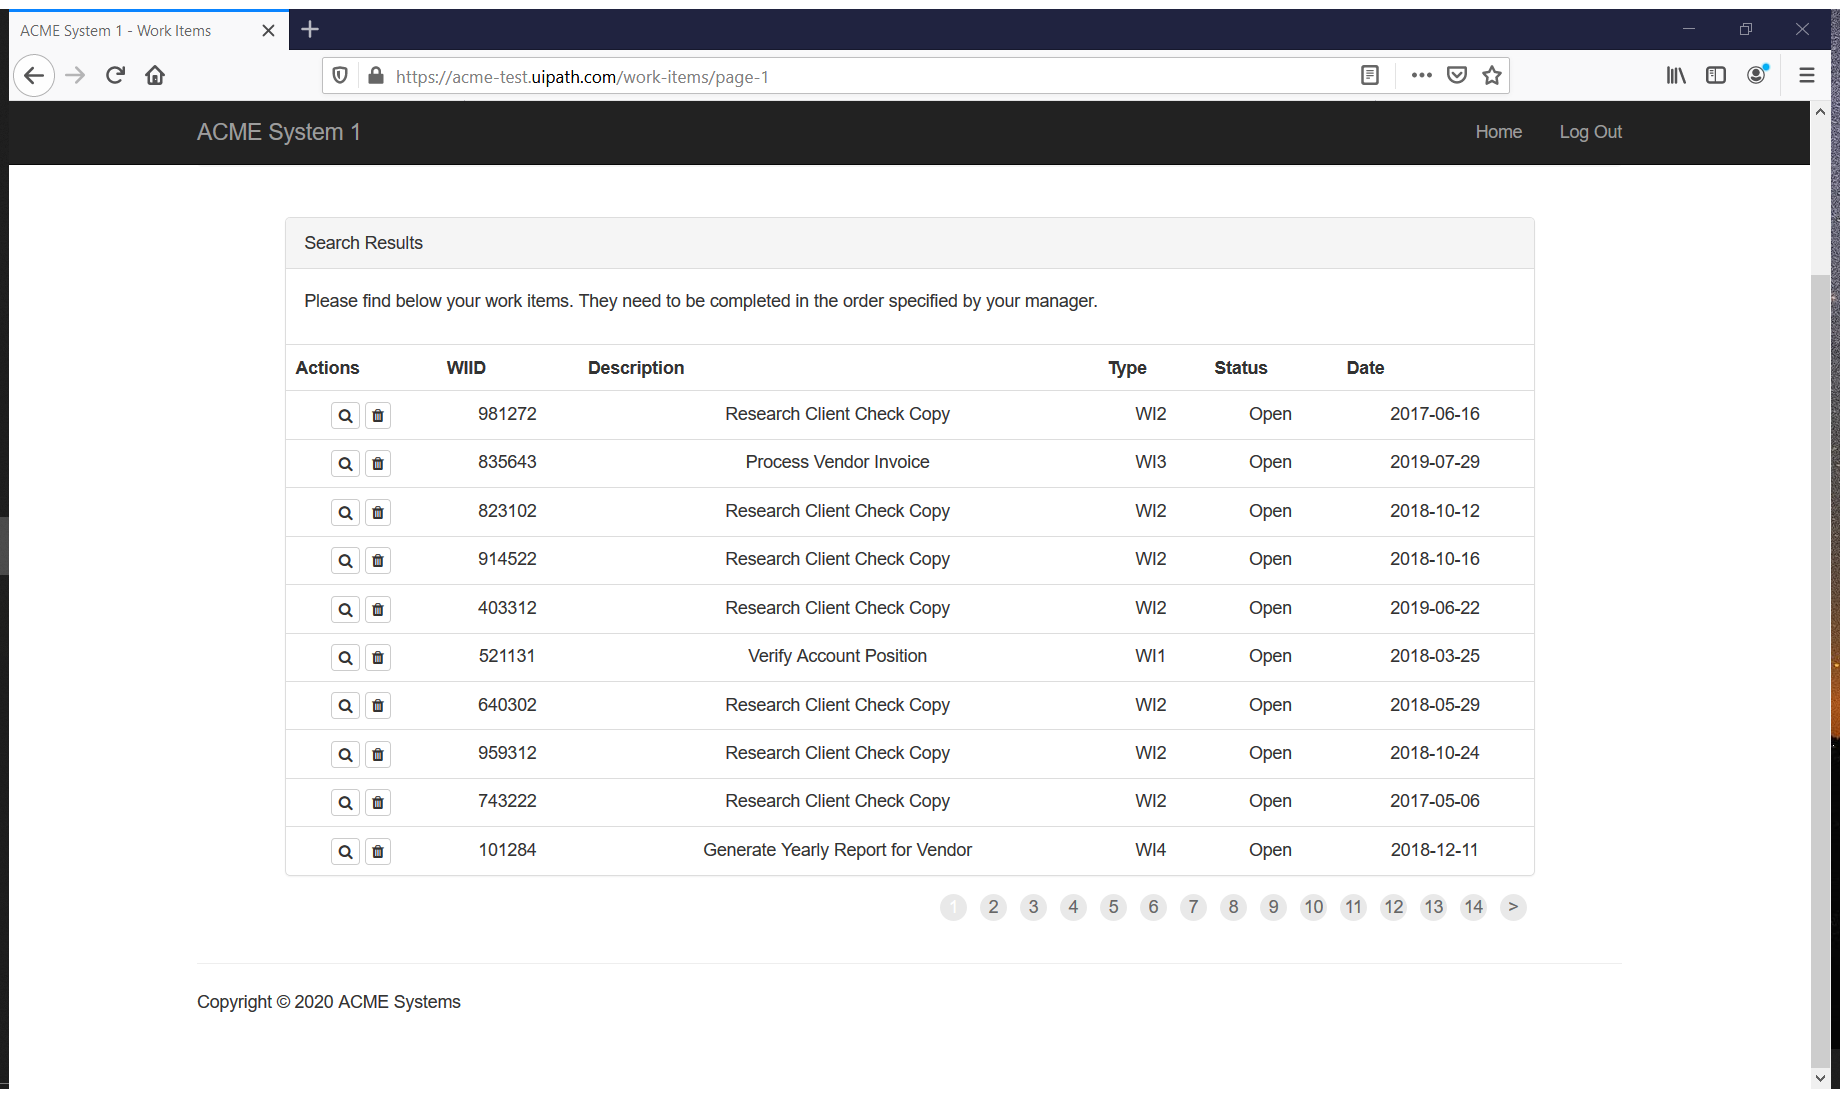 ACME System 1 - Work Items
https://acme-test.uipath.com/work-items/page-1
ACME System 1 Home Log Out
Search Results
Please find below your work items. They need to be completed in the order specified by your manager.
Actions WIID Description Type Status Date
981272 Research Client Check Copy WI2 Open 2017-06-16
835643 Process Vendor Invoice WI3 Open 2019-07-29
823102 Research Client Check Copy WI2 Open 2018-10-12
914522 Research Client Check Copy WI2 Open 2018-10-16
403312 Research Client Check Copy WI2 Open 2019-06-22
521131 Verify Account Position WI1 Open 2018-03-25
640302 Research Client Check Copy WI2 Open 2018-05-29
959312 Research Client Check Copy WI2 Open 2018-10-24
743222 Research Client Check Copy WI2 Open 2017-05-06
101284 Generate Yearly Report for Vendor WI4 Open 2018-12-11
1 2 3 4 5 6 7 8 9 10 11 12 13 14 >
Copyright © 2020 ACME Systems